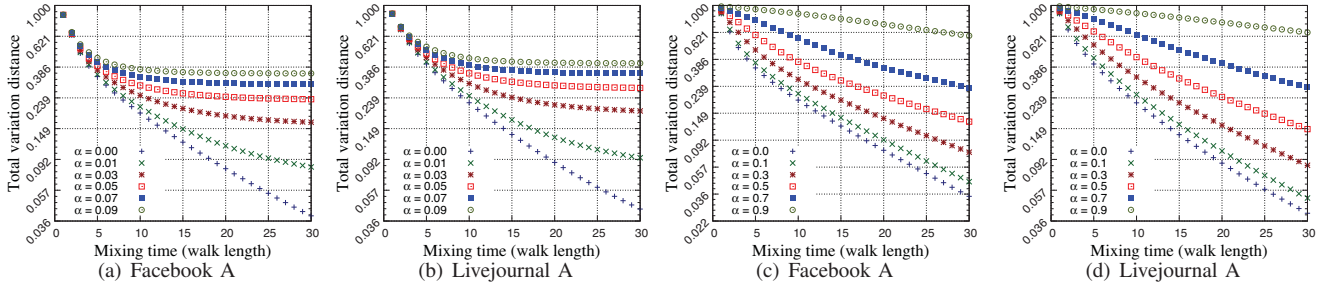 Total variation distance
1.000
0.621
0.386
0.239
0.149
0.092
0.057
0.036
α = 0.00
α = 0.01
α = 0.03
α = 0.05
α = 0.07
α = 0.09
0 5 10 15 20 25 30
Mixing time (walk length)
(a) Facebook A
Total variation distance
1.000
0.621
0.386
0.239
0.149
0.092
0.057
0.036
α = 0.00
α = 0.01
α = 0.03
α = 0.05
α = 0.07
α = 0.09
0 5 10 15 20 25 30
Mixing time (walk length)
(b) Livejournal A
Total variation distance
1.000
0.621
0.386
0.239
0.149
0.092
0.057
0.036
0.022
α = 0.0
α = 0.1
α = 0.3
α = 0.5
α = 0.7
α = 0.9
0 5 10 15 20 25 30
Mixing time (walk length)
(c) Facebook A
Total variation distance
1.000
0.621
0.386
0.239
0.149
0.092
0.057
0.036
α = 0.0
α = 0.1
α = 0.3
α = 0.5
α = 0.7
α = 0.9
0 5 10 15 20 25 30
Mixing time (walk length)
(d) Livejournal A